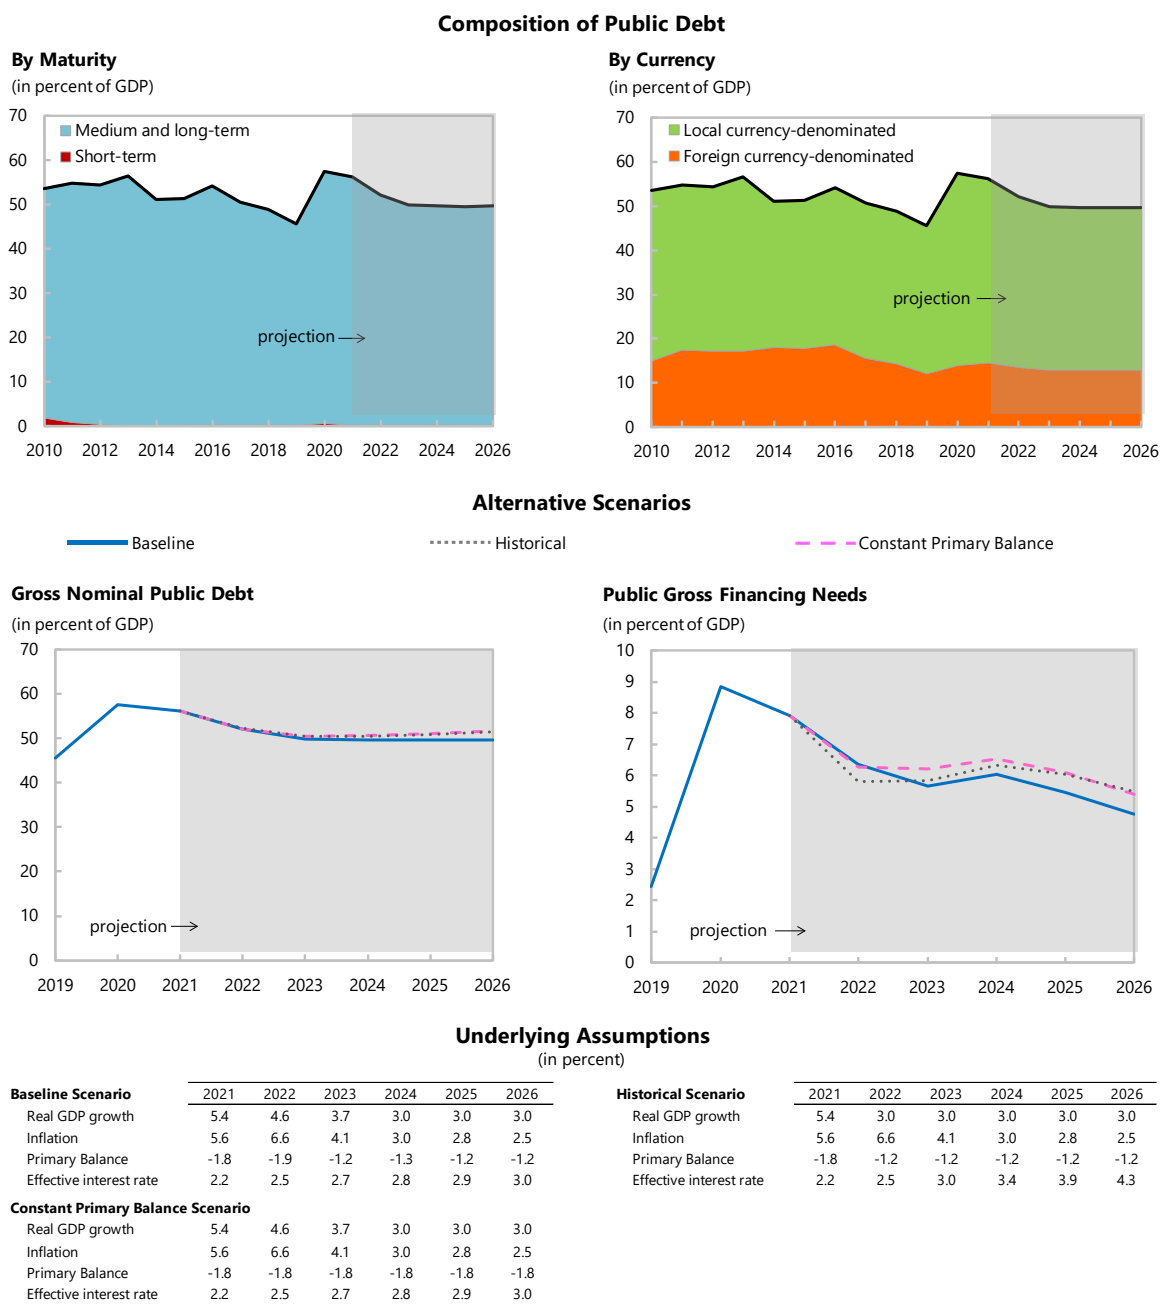 Composition of Public Debt
By Maturity
(in percent of GDP)
70
60
50
40
30
20
10
0
Medium and long-term
Short-term
projection
2010 2012 2014 2016 2018 2020 2022 2024 2026
By Currency
(in percent of GDP)
70
60
50
40
30
20
10
0
Local currency-denominated
Foreign currency-denominated
projection
2010 2012 2014 2016 2018 2020 2022 2024 2026
Alternative Scenarios
Baseline
Historical
Constant Primary Balance
Gross Nominal Public Debt
(in percent of GDP)
70
60
50
40
30
20
10
0
projection
2019 2020 2021 2022 2023 2024 2025 2026
Public Gross Financing Needs
(in percent of GDP)
10
9
8
7
6
5
4
3
2
1
0
projection
2019 2020 2021 2022 2023 2024 2025 2026
Underlying Assumptions
(in percent)
Baseline Scenario 2021 2022 2023 2024 2025 2026
Real GDP growth 5.4 4.6 3.7 3.0 3.0 3.0
Inflation 5.6 6.6 4.1 3.0 2.8 2.5
Primary Balance -1.8 -1.9 -1.2 -1.3 -1.2 -1.2
Effective interest rate 2.2 2.5 2.7 2.8 2.9 3.0
Constant Primary Balance Scenario
Real GDP growth 5.4 4.6 3.7 3.0 3.0 3.0
Inflation 5.6 6.6 4.1 3.0 2.8 2.5
Primary Balance -1.8 -1.8 -1.8 -1.8 -1.8 -1.8
Effective interest rate 2.2 2.5 2.7 2.8 2.9 3.0
Historical Scenario 2021 2022 2023 2024 2025 2026
Real GDP growth 5.4 3.0 3.0 3.0 3.0 3.0
Inflation 5.6 6.6 4.1 3.0 2.8 2.5
Primary Balance -1.8 -1.2 -1.2 -1.2 -1.2 -1.2
Effective interest rate 2.2 2.5 3.0 3.4 3.9 4.3